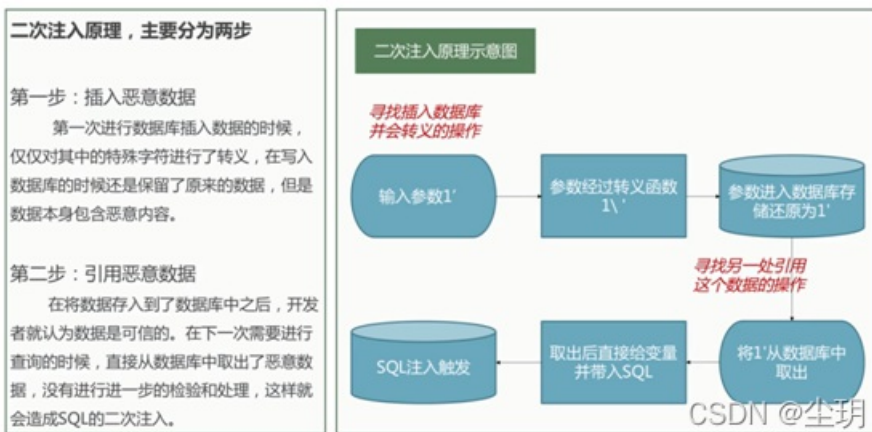 二次注入原理，主要分为两步
第一步：插入恶意数据
第一次进行数据库插入数据的时候，
仅仅对其中的特殊字符进行了转义，在写入
数据库的时候还是保留了原来的数据，但是
数据本身包含恶意内容。
第二步：引用恶意数据
在将数据存入到了数据库中之后，开发
者就认为数据是可信的。在下一次需要进行
查询的时候，直接从数据库中取出了恶意数
据，没有进行进一步的检验和处理，这样就
会造成SQL的二次注入。
二次注入原理示意图
寻找插入数据库
并会转义的操作
输入参数1'
参数经过转义函数
1\ '
参数进入数据库存
储还原为1'
寻找另一处引用
这个数据的操作
将1'从数据库中
取出
取出后直接给变量
并带入SQL
SQL注入触发
CSDN @尘玥